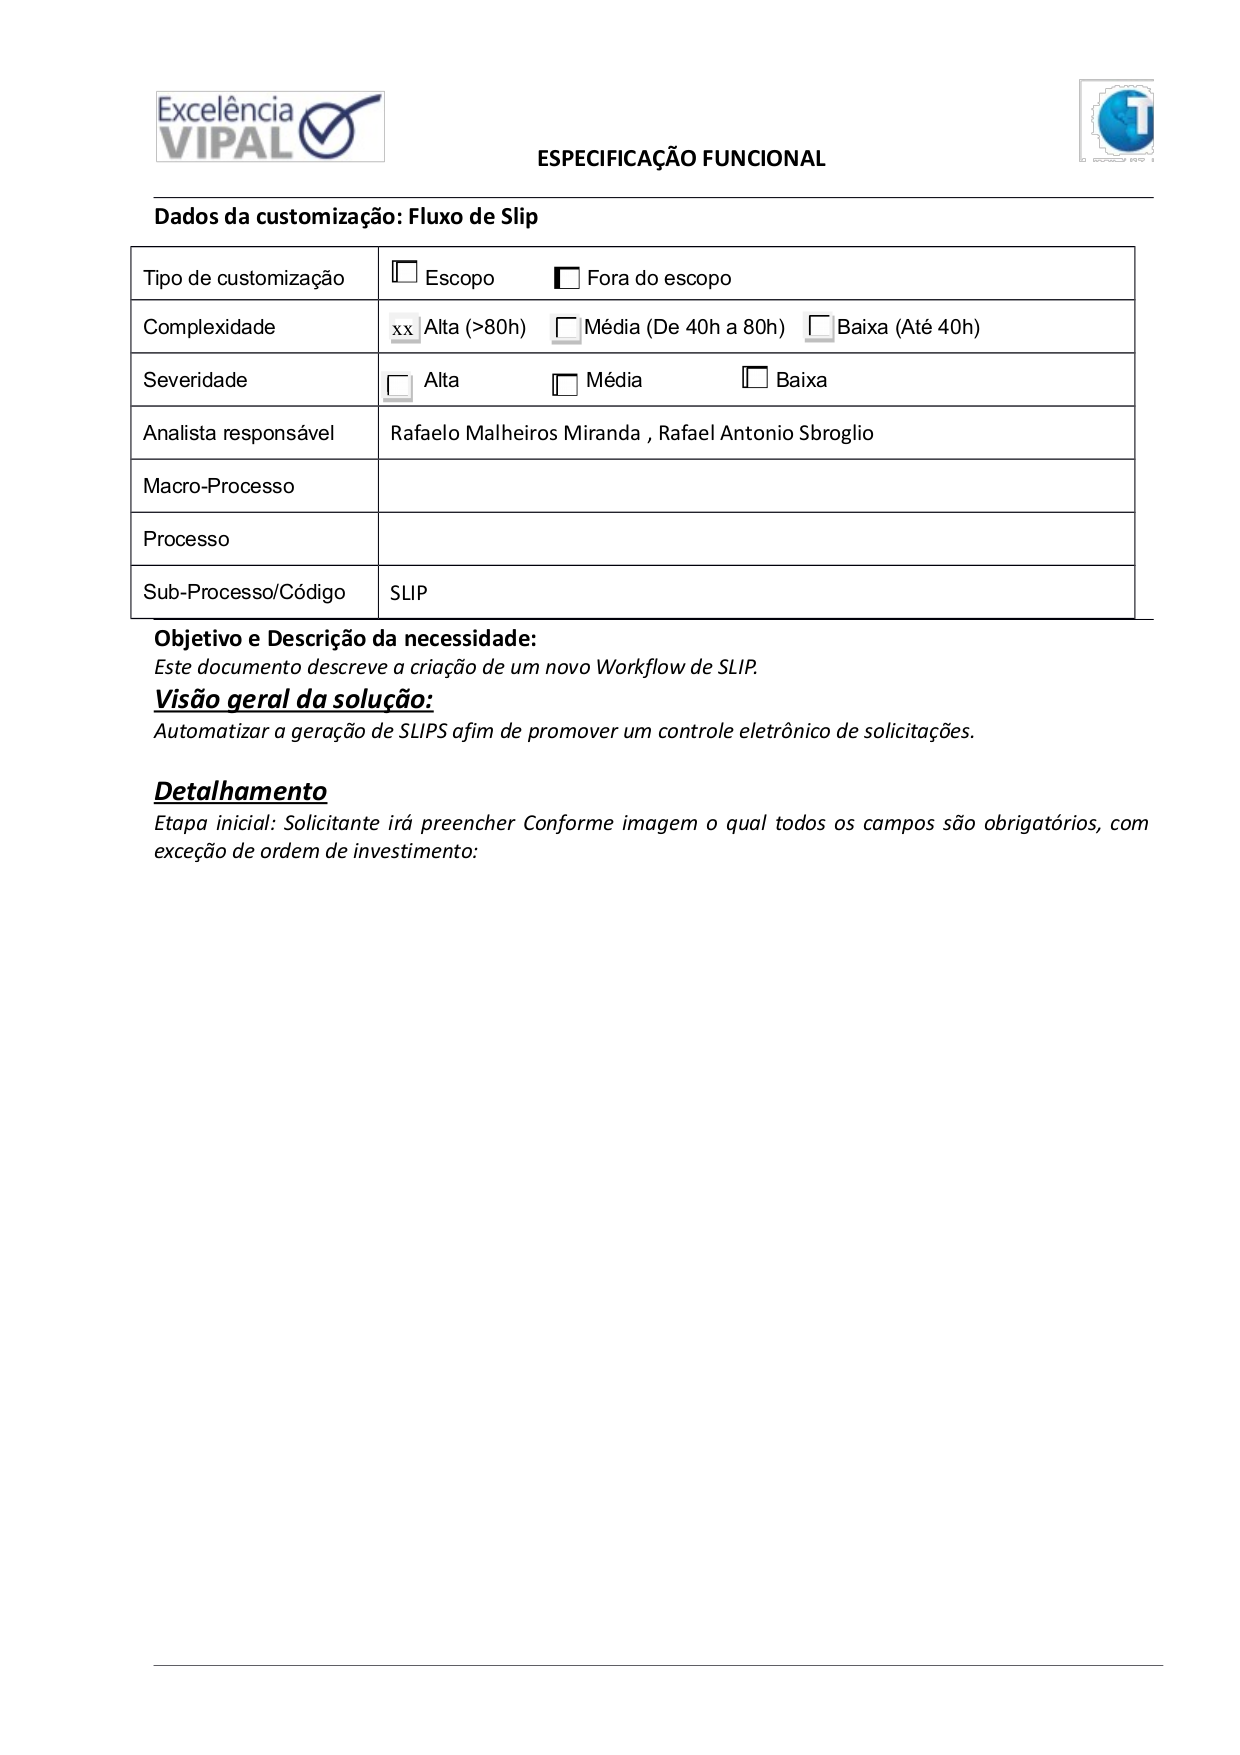 Excelência
VIPAL
T
ESPECIFICAÇÃO FUNCIONAL
Dados da customização: Fluxo de Slip
Tipo de customização Escopo Fora do escopo
Complexidade xx Alta (>80h) Média (De 40h a 80h) Baixa (Até 40h)
Severidade Alta Média Baixa
Analista responsável Rafaelo Malheiros Miranda , Rafael Antonio Sbroglio
Macro-Processo
Processo
Sub-Processo/Código SLIP
Objetivo e Descrição da necessidade:
Este documento descreve a criação de um novo Workflow de SLIP.
Visão geral da solução:
Automatizar a geração de SLIPS afim de promover um controle eletrônico de solicitações.
Detalhamento
Etapa inicial: Solicitante irá preencher Conforme imagem o qual todos os campos são obrigatórios, com
exceção de ordem de investimento: